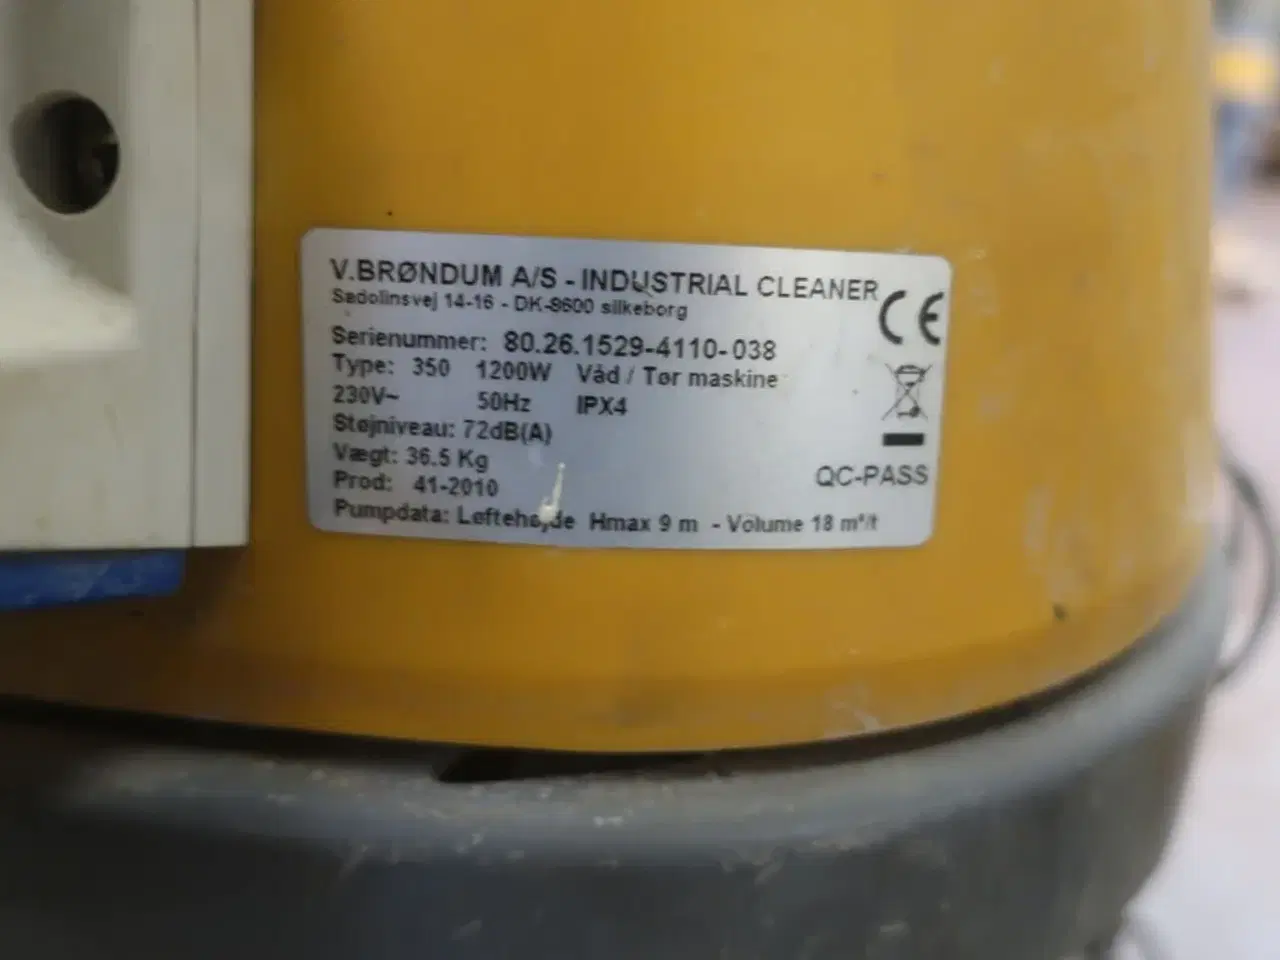 V.BRØNDUM A/S - INDUSTRIAL CLEANER
Sødolinsvej 14-16 - DK-8600 silkeborg
CE
Serienummer: 80.26.1529-4110-038
Type: 350 1200W Våd / Tør maskine
230V~ 50Hz IPX4
Støjniveau: 72dB(A)
Vægt: 36.5 Kg
QC-PASS
Prod: 41-2010
Pumpdata: Løftehøjde Hmax 9 m - Volume 18 m³/t